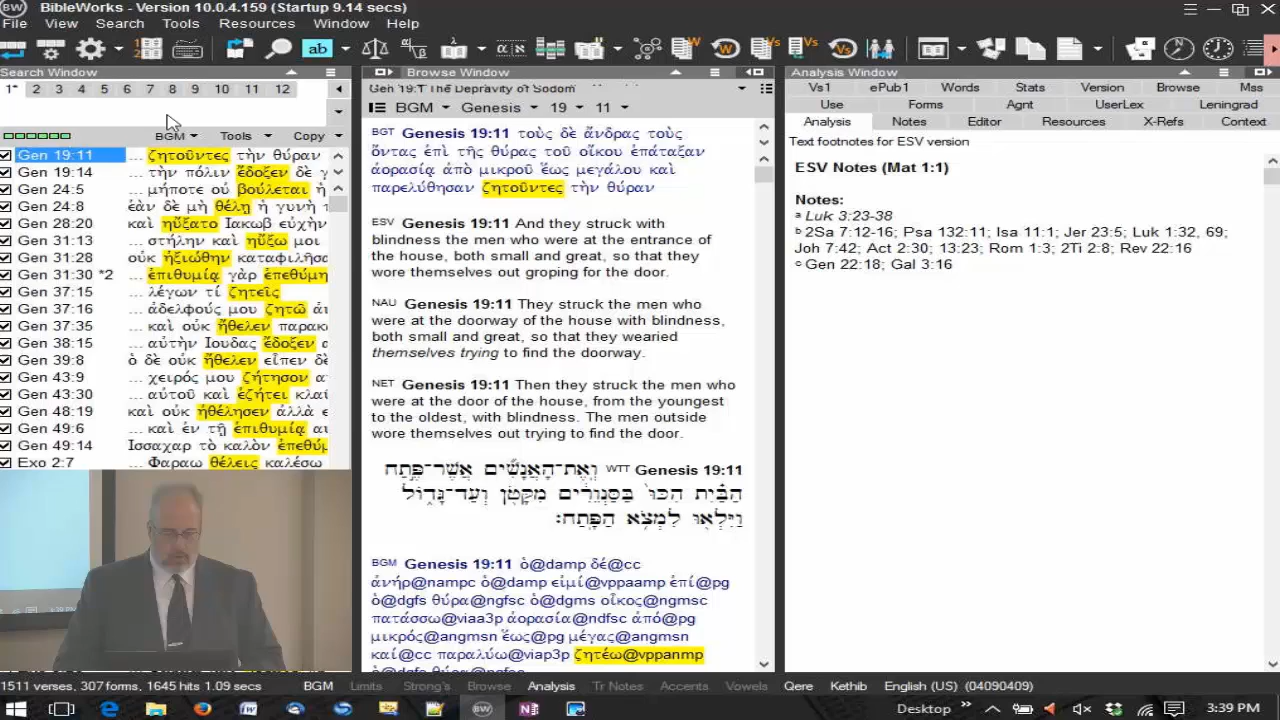 BibleWorks - Version 10.0.4.159 (Startup 9.14 secs)
File View Search Tools Resources Window Help
Search Window
1* 2 3 4 5 6 7 8 9 10 11 12
BGM Tools Copy
Gen 19:11 ... ζητοῦντες τὴν θύραν
Gen 19:14 ... τὴν πόλιν ἔδοξεν δὲ
Gen 24:5 ... μήποτε οὐ βούλεται ἡ
Gen 24:8 ἐὰν δὲ μὴ θέλῃ ἡ γυνὴ
Gen 28:20 καὶ ηὔξατο Ιακωβ εὐχὴν
Gen 31:13 ... στήλην καὶ ηὔξω μοι
Gen 31:28 οὐκ ἠξιώθην καταφιλῆσα
Gen 31:30 *2 ... ἐπιθυμίᾳ γὰρ ἐπεθύμη
Gen 37:15 ... λέγων τί ζητεῖς
Gen 37:16 ... ἀδελφούς μου ζητῶ
Gen 37:35 ... καὶ οὐκ ἤθελεν παρακα
Gen 38:15 ... αὐτὴν Ιουδας ἔδοξεν
Gen 39:8 ὁ δὲ οὐκ ἤθελεν εἶπεν δὲ
Gen 43:9 ... χειρός μου ζήτησον
Gen 43:30 ... αὐτοῦ καὶ ἐζήτει κλαῦ
Gen 48:19 καὶ οὐκ ἠθέλησεν ἀλλὰ
Gen 49:6 ... καὶ ἐν τῇ ἐπιθυμίᾳ
Gen 49:14 Ισσαχαρ τὸ καλὸν ἐπεθύμ
Exo 2:7 ... Φαραω θέλεις καλέσω
Browse Window
Gen 19:1 The Depravity of Sodom
BGM Genesis 19 11
BGT Genesis 19:11 τοὺς δὲ ἄνδρας τοὺς
ὄντας ἐπὶ τῆς θύρας τοῦ οἴκου ἐπάταξαν
ἀορασίᾳ ἀπὸ μικροῦ ἕως μεγάλου καὶ
παρελύθησαν ζητοῦντες τὴν θύραν
ESV Genesis 19:11 And they struck with
blindness the men who were at the entrance of
the house, both small and great, so that they
wore themselves out groping for the door.
NAU Genesis 19:11 They struck the men who
were at the doorway of the house with blindness,
both small and great, so that they wearied
themselves trying to find the doorway.
NET Genesis 19:11 Then they struck the men who
were at the door of the house, from the youngest
to the oldest, with blindness. The men outside
wore themselves out trying to find the door.
WTT Genesis 19:11 וְֽאֶת־הָאֲנָשִׁ֞ים אֲשֶׁר־פֶּ֣תַח
הַבַּ֗יִת הִכּוּ֙ בַּסַּנְוֵרִ֔ים מִקָּטֹ֖ן וְעַד־גָּד֑וֹל
וַיִּלְא֖וּ לִמְצֹ֥א הַפָּֽתַח׃
BGM Genesis 19:11 ὁ@damp δέ@cc
ἀνήρ@nampc ὁ@damp εἰμί@vppaamp ἐπί@pg
ὁ@dgfs θύρα@ngfsc ὁ@dgms οἶκος@ngmsc
πατάσσω@viaa3p ἀορασία@ndfsc ἀπό@pg
μικρός@angmsn ἕως@pg μέγας@angmsn
καί@cc παραλύω@viap3p ζητέω@vppanmp
ὁ@dafs θύρα@nafsc
Analysis Window
Vs1 ePub1 Words Stats Version Browse Mss
Use Forms Agnt UserLex Leningrad
Analysis Notes Editor Resources X-Refs Context
Text footnotes for ESV version
ESV Notes (Mat 1:1)
Notes:
a Luk 3:23-38
b 2Sa 7:12-16; Psa 132:11; Isa 11:1; Jer 23:5; Luk 1:32, 69;
Joh 7:42; Act 2:30; 13:23; Rom 1:3; 2Ti 2:8; Rev 22:16
c Gen 22:18; Gal 3:16
1511 verses, 307 forms, 1645 hits 1.09 secs BGM Limits Strong's Browse Analysis Tr Notes Accents Vowels Qere Kethib English (US) (04090409)
Desktop 3:39 PM